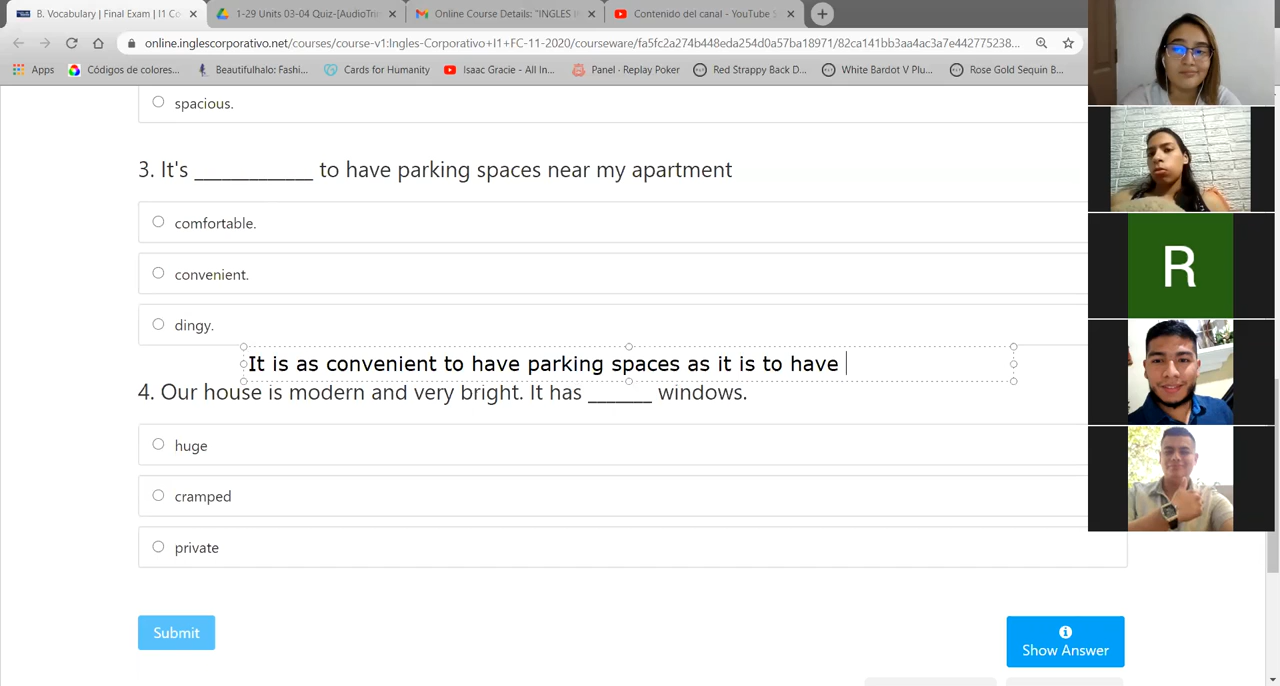 B. Vocabulary | Final Exam | I1 Co
1-29 Units 03-04 Quiz-[AudioTri
Online Course Details: "INGLES I
Contenido del canal - YouTube S
online.inglescorporativo.net/courses/course-v1:Ingles-Corporativo+I1+FC-11-2020/courseware/fa5fc2a274b448eda254d0a57ba18971/82ca141bb3aa4ac3a7e442775238...
Apps
Códigos de colores...
Beautifulhalo: Fashi...
Cards for Humanity
Isaac Gracie - All In...
Panel · Replay Poker
Red Strappy Back D...
White Bardot V Plu...
Rose Gold Sequin B...
spacious.
3. It's _____________ to have parking spaces near my apartment
comfortable.
convenient.
dingy.
It is as convenient to have parking spaces as it is to have
4. Our house is modern and very bright. It has _______ windows.
huge
cramped
private
Submit
Show Answer
R